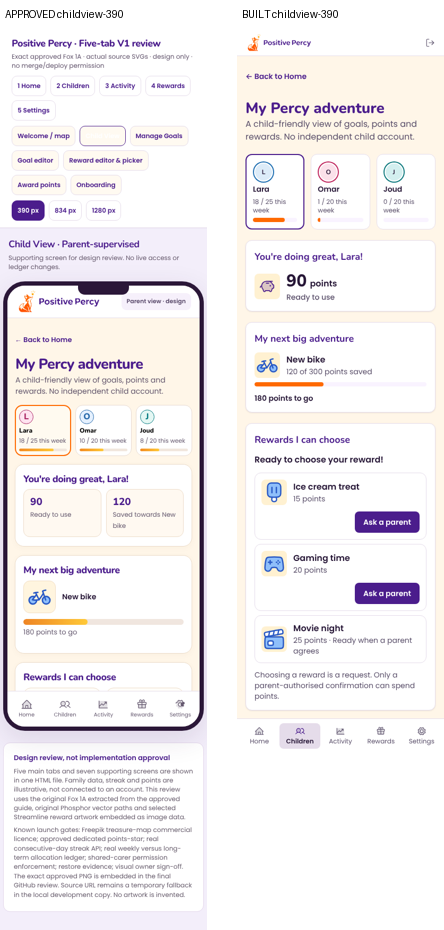 APPROVED childview-390
Positive Percy · Five-tab V1 review
Exact approved Fox 1A · actual source SVGs · design only ·
no merge/deploy permission
1 Home
2 Children
3 Activity
4 Rewards
5 Settings
Welcome / map
Manage Goals
Goal editor
Reward editor & picker
Award points
Onboarding
390 px
834 px
1280 px
Child View · Parent-supervised
Supporting screen for design review. No live access or
ledger changes.
Positive Percy
Parent view · design
← Back to Home
My Percy adventure
A child-friendly view of goals, points and
rewards. No independent child account.
L
Lara
18 / 25 this week
O
Omar
10 / 20 this week
J
Joud
8 / 20 this week
You're doing great, Lara!
90
Ready to use
120
Saved towards New
bike
My next big adventure
New bike
180 points to go
Rewards I can choose
Home
Children
Activity
Rewards
Settings
Design review, not implementation approval
Five main tabs and seven supporting screens are shown
in one HTML file. Family data, streak and points are
illustrative, not connected to an account. This review
uses the original Fox 1A extracted from the approved
guide, original Phosphor vector paths and selected
Streamline reward artwork embedded as image data.
Known launch gates: Freepik treasure-map commercial
licence; approved dedicated points-star; real
consecutive-day streak API; real weekly versus long-
term allocation ledger; shared-carer permission
enforcement; restore evidence; visual owner sign-off.
The exact approved PNG is embedded in the final
GitHub review. Source URL remains a temporary fallback
in the local development copy. No artwork is invented.
BUILT childview-390
Positive Percy
← Back to Home
My Percy adventure
A child-friendly view of goals, points and
rewards. No independent child account.
L
Lara
18 / 25 this
week
O
Omar
1 / 20 this
week
J
Joud
0 / 20 this
week
You're doing great, Lara!
90 points
Ready to use
My next big adventure
New bike
120 of 300 points saved
180 points to go
Rewards I can choose
Ready to choose your reward!
Ice cream treat
15 points
Ask a parent
Gaming time
20 points
Ask a parent
Movie night
25 points · Ready when a parent
agrees
Choosing a reward is a request. Only a
parent-authorised confirmation can spend
points.
Home
Children
Activity
Rewards
Settings